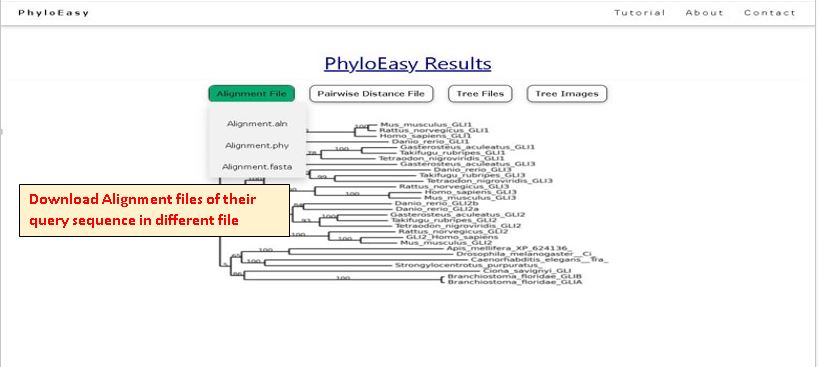 PhyloEasy Tutorial About Contact
PhyloEasy Results
Alignment File Pairwise Distance File Tree Files Tree Images
Alignment.aln
Alignment.phy
Alignment.fasta
Download Alignment files of their
query sequence in different file
100 Mus_musculus_GLI1
Rattus_norvegicus_GLI1
Homo_sapiens_GLI1
Danio_rerio_GLI1
100 Gasterosteus_aculeatus_GLI1
78 Takifugu_rubripes_GLI1
Tetraodon_nigroviridis_GLI1
Gasterosteus_aculeatus_GLI3
Danio_rerio_GLI3
99 Takifugu_rubripes_GLI3
Tetraodon_nigroviridis_GLI3
Rattus_norvegicus_GLI3
100 Homo_sapiens_GLI3
Mus_musculus_GLI3
Danio_rerio_GLI2b
Danio_rerio_GLI2a
Gasterosteus_aculeatus_GLI2
100 Takifugu_rubripes_GLI2
Tetraodon_nigroviridis_GLI2
Rattus_norvegicus_GLI2
100 GLI2_Homo_sapiens
Mus_musculus_GLI2
100 Apis_mellifera_XP_624136_
Drosophila_melanogaster__Ci_
100 Caenorhabditis_elegans__Tra_
Strongylocentrotus_purpuratus_
Ciona_savignyi_GLI
100 Branchiostoma_floridae_GLIB
Branchiostoma_floridae_GLIA